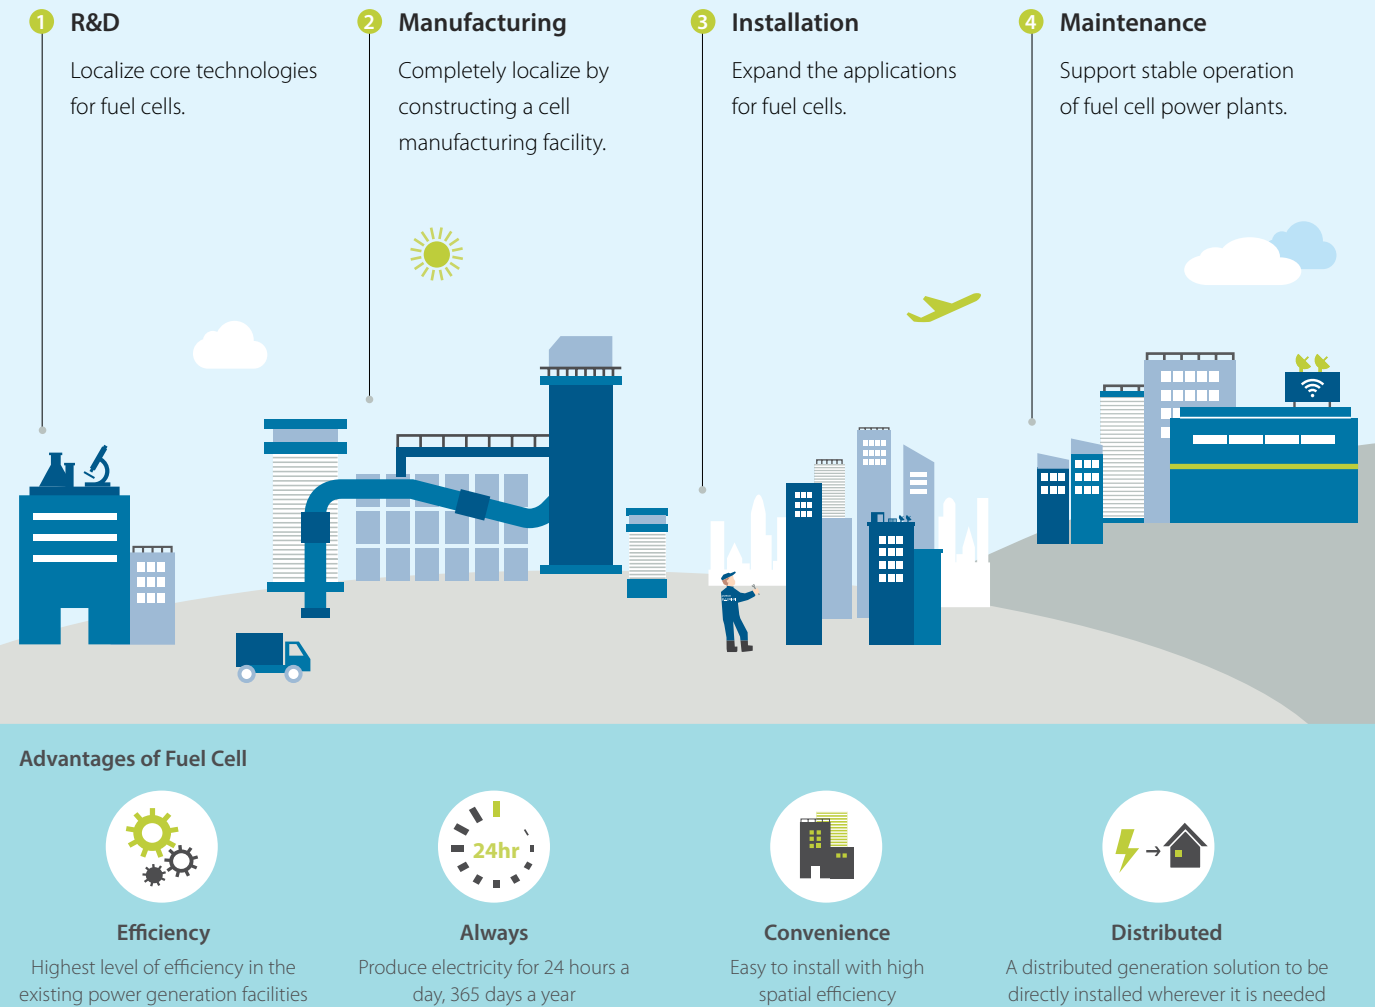 1 R&D
Localize core technologies
for fuel cells.
2 Manufacturing
Completely localize by
constructing a cell
manufacturing facility.
3 Installation
Expand the applications
for fuel cells.
4 Maintenance
Support stable operation
of fuel cell power plants.
Advantages of Fuel Cell
Efficiency
Highest level of efficiency in the
existing power generation facilities
24hr
Always
Produce electricity for 24 hours a
day, 365 days a year
Convenience
Easy to install with high
spatial efficiency
Distributed
A distributed generation solution to be
directly installed wherever it is needed